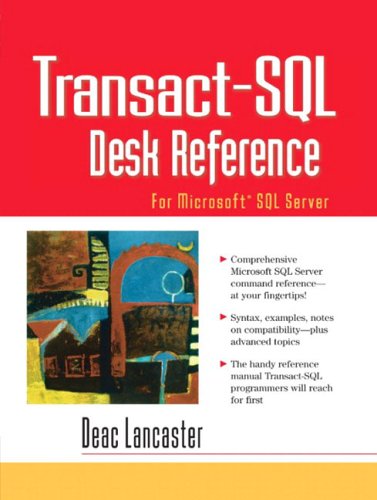 Transact-SQL
Desk Reference
For Microsoft® SQL Server
▶ Comprehensive
Microsoft SQL Server
command reference—
at your fingertips!
▶ Syntax, examples, notes
on compatibility—plus
advanced topics
▶ The handy reference
manual Transact-SQL
programmers will reach
for first
Deac Lancaster